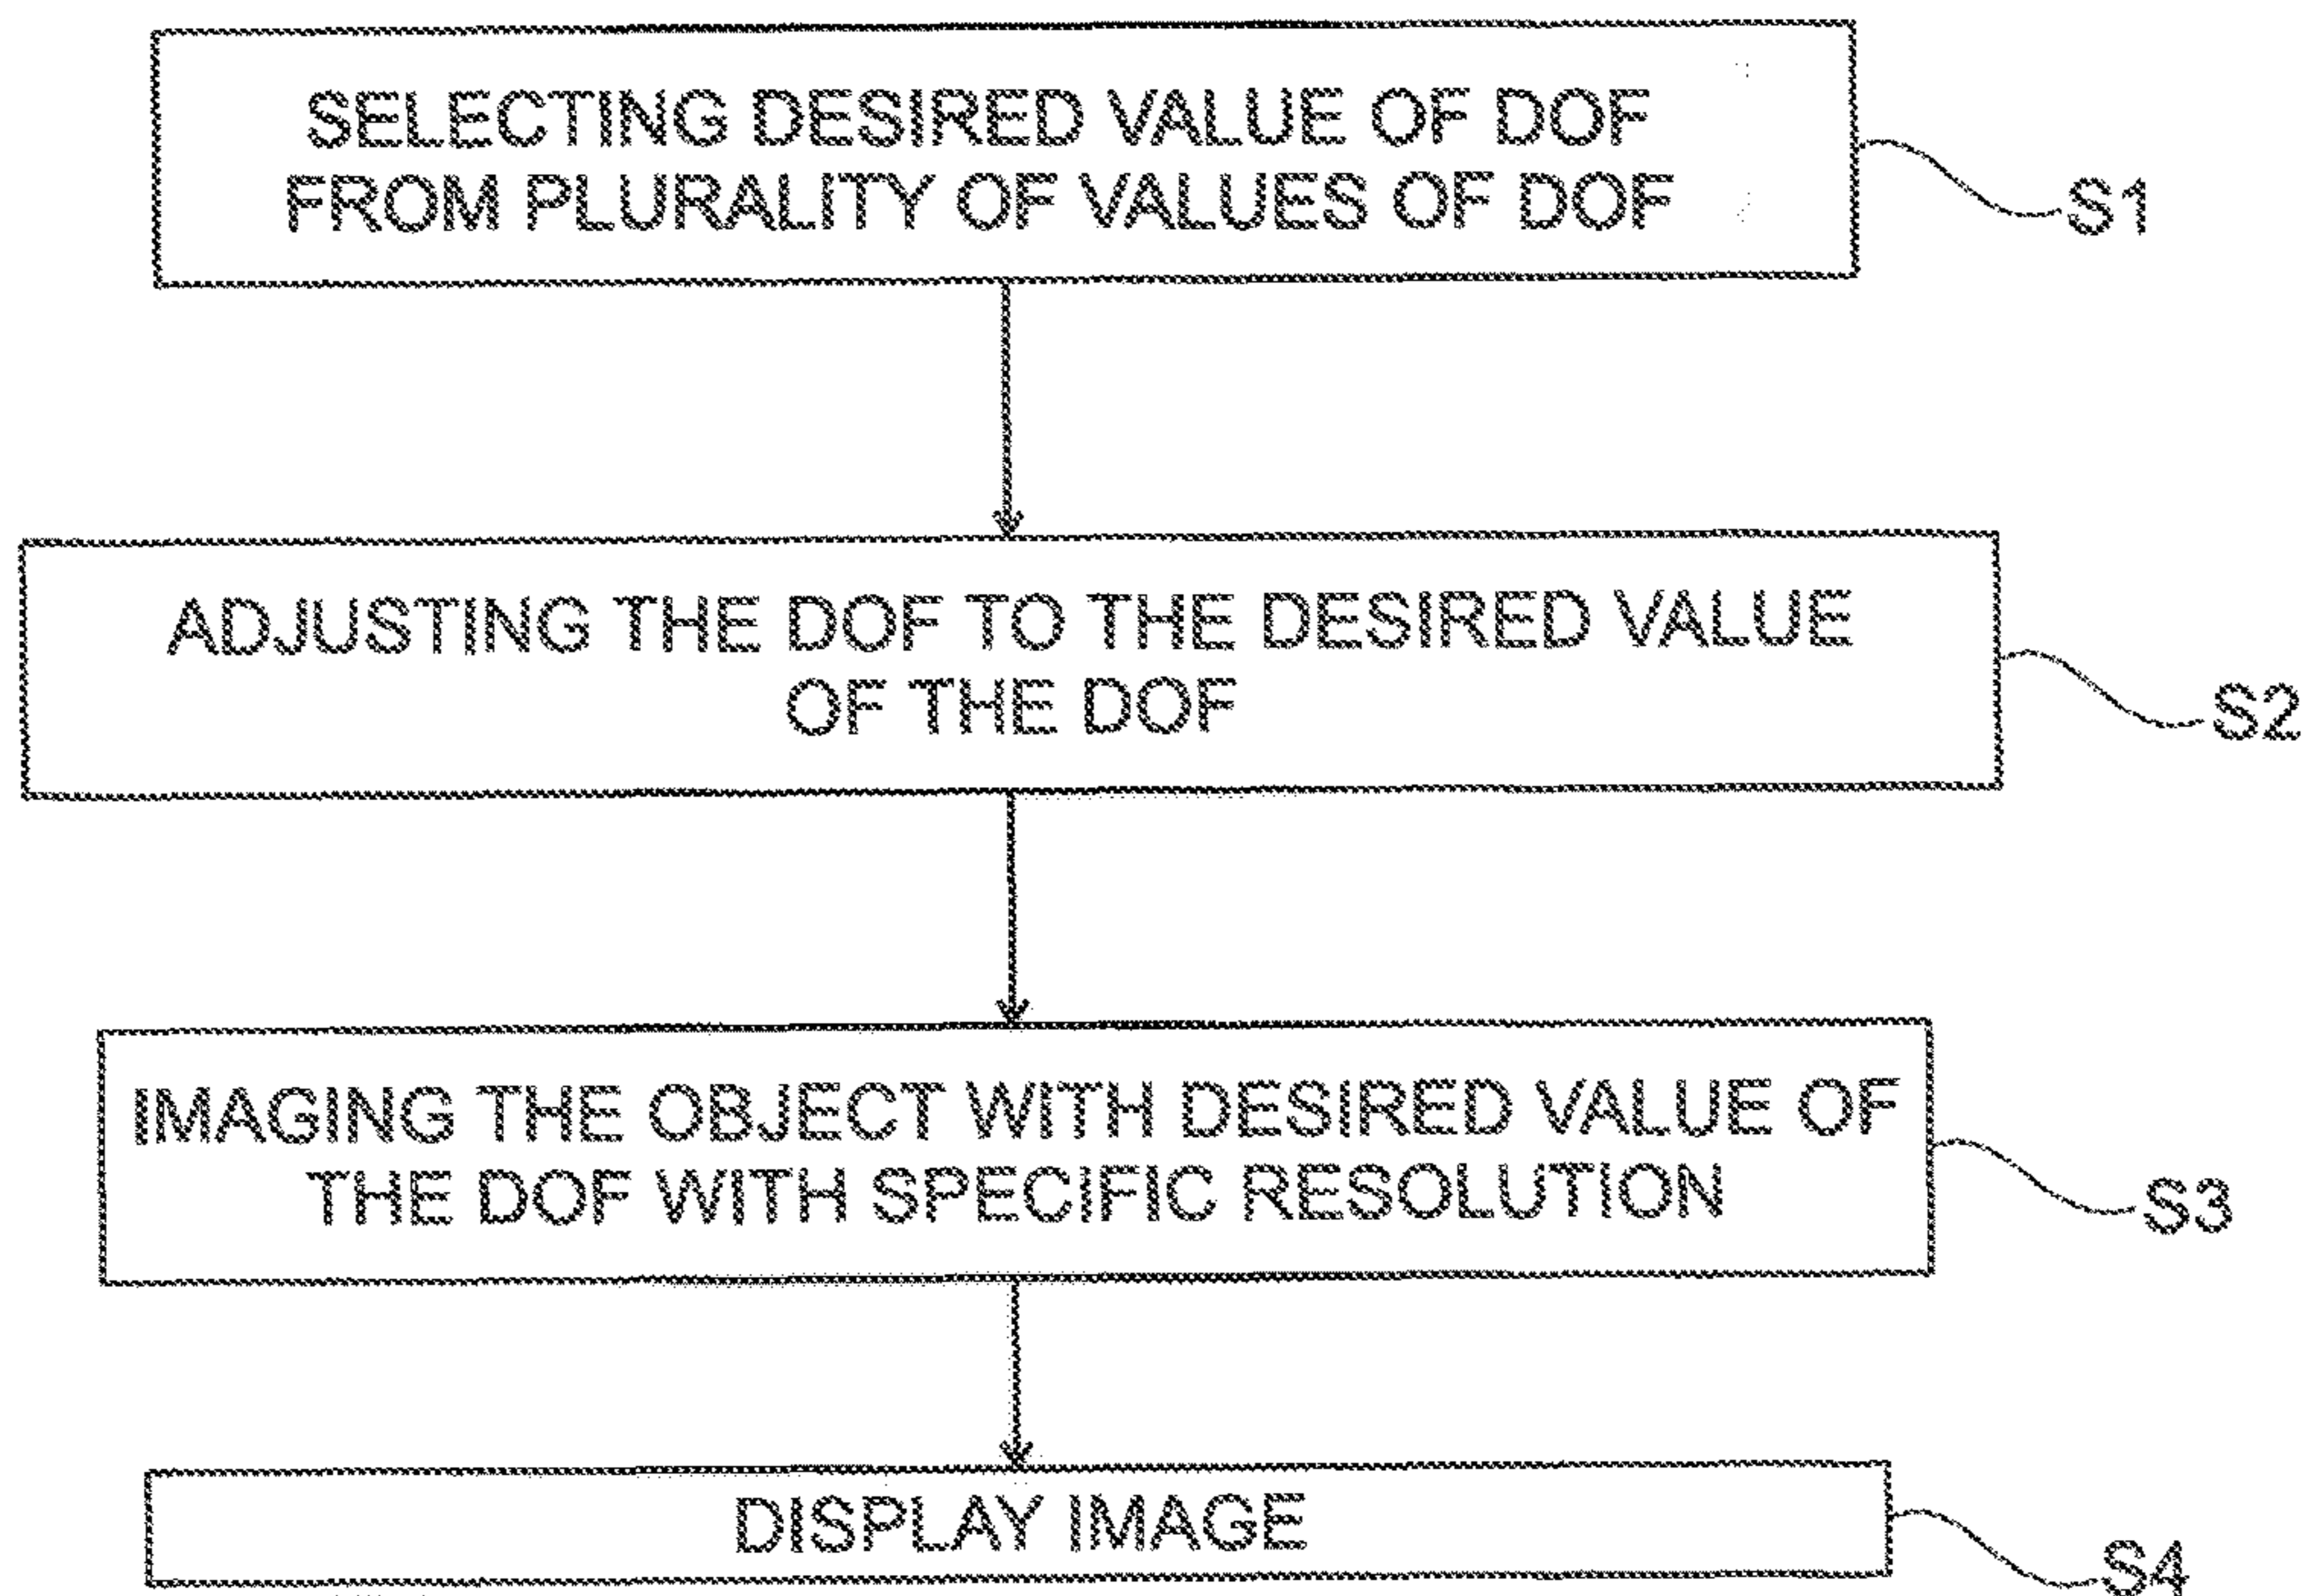 SELECTING DESIRED VALUE OF DOF
FROM PLURALITY OF VALUES OF DOF
S1
ADJUSTING THE DOF TO THE DESIRED VALUE
OF THE DOF
S2
IMAGING THE OBJECT WITH DESIRED VALUE OF
THE DOF WITH SPECIFIC RESOLUTION
S3
DISPLAY IMAGE
S4